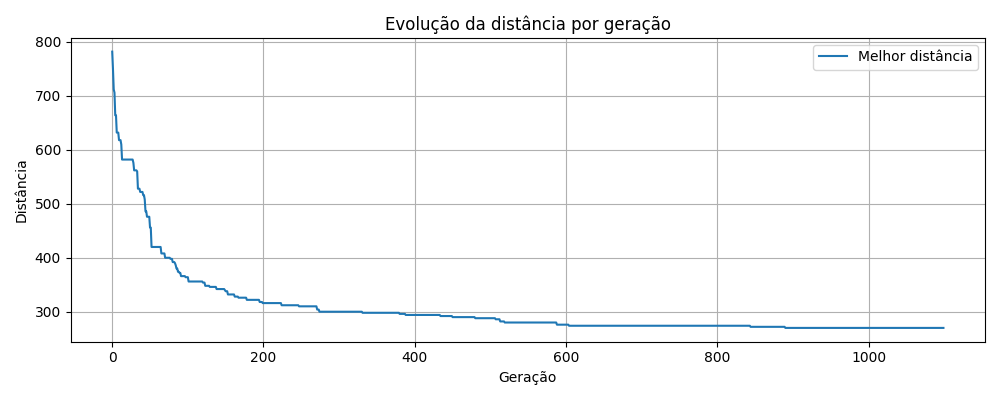 Evolução da distância por geração
Melhor distância
Distância
800
700
600
500
400
300
0 200 400 600 800 1000
Geração